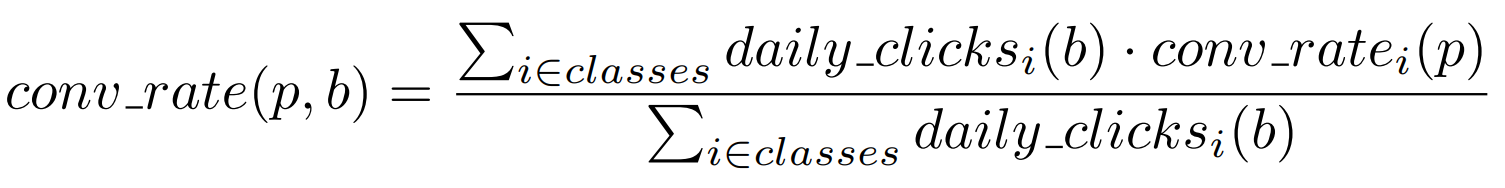 conv_rate(p, b) = \frac{\sum_{i \in classes} daily\_clicks_i(b) \cdot conv\_rate_i(p)}{\sum_{i \in classes} daily\_clicks_i(b)}